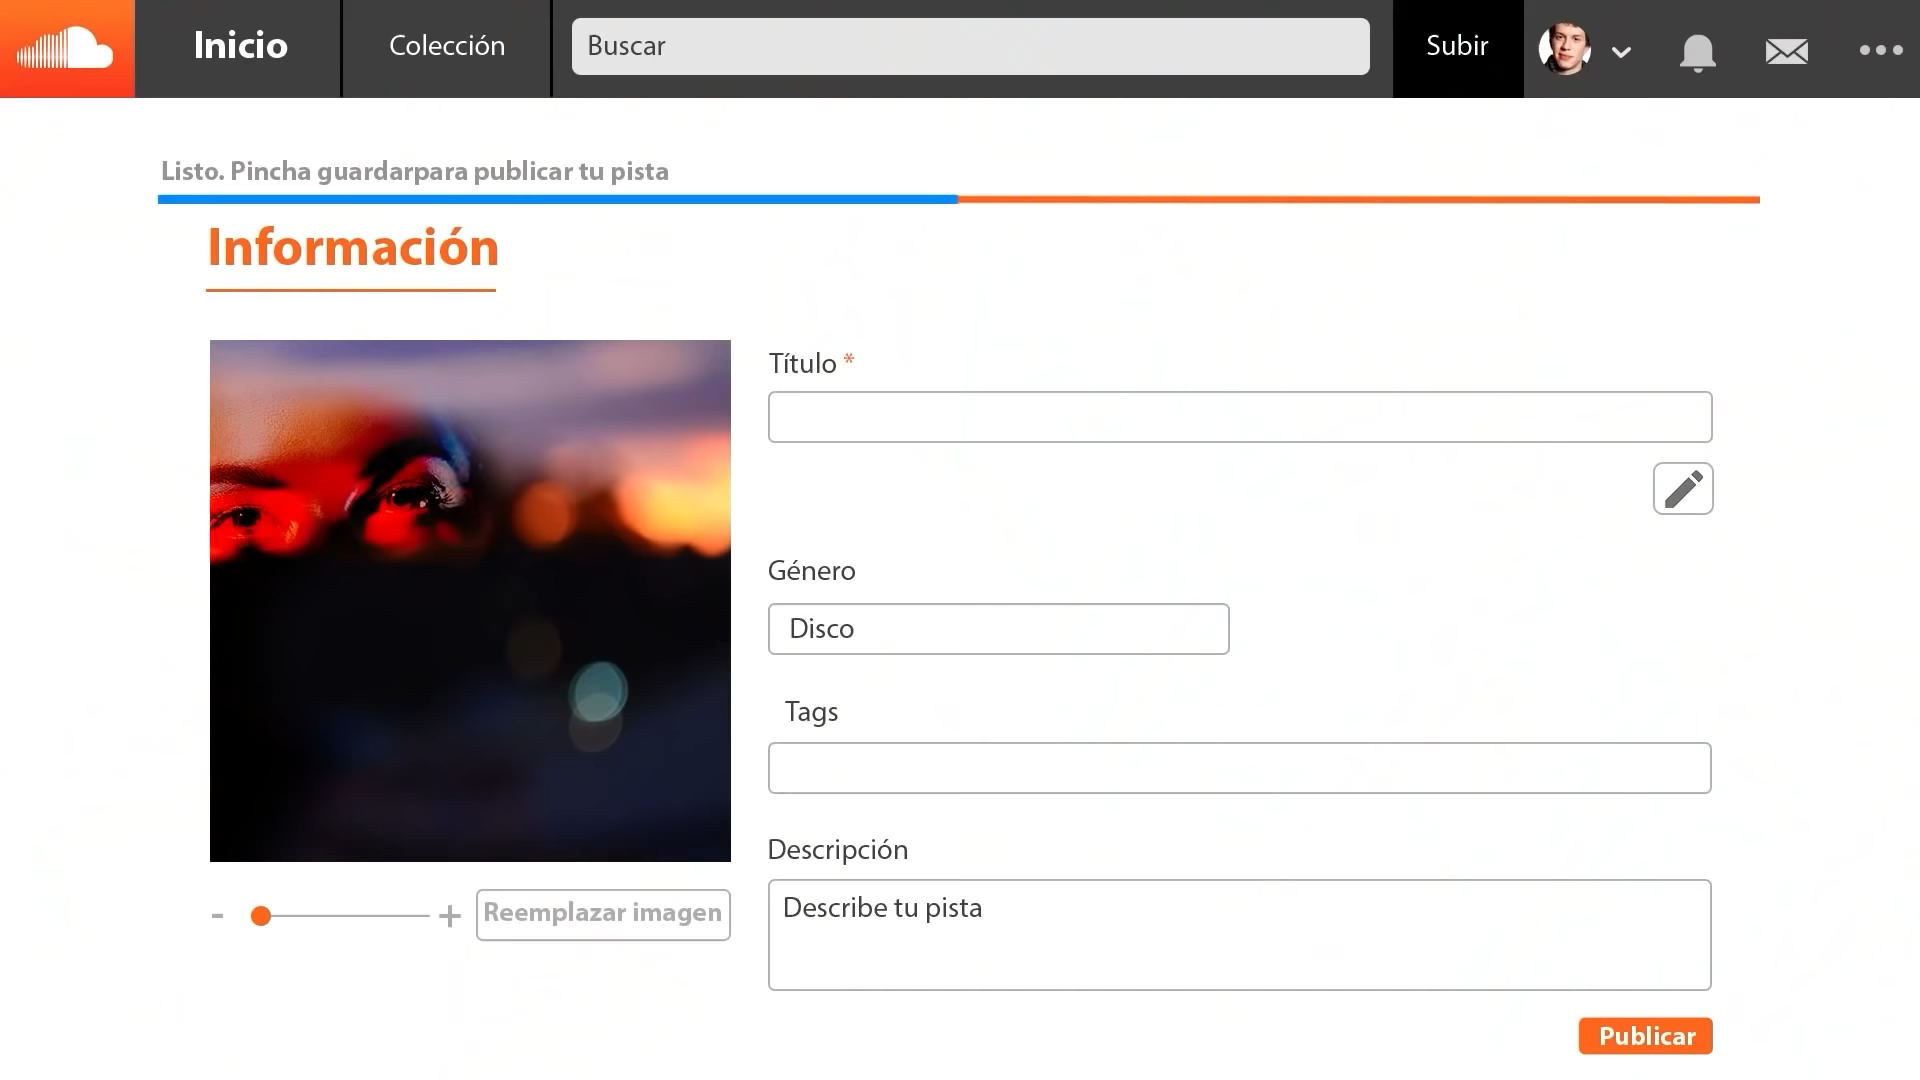 Inicio
Colección
Buscar
Subir
Listo. Pincha guardarpara publicar tu pista
Información
Título *
Género
Disco
Tags
Descripción
Describe tu pista
- +
Reemplazar imagen
Publicar